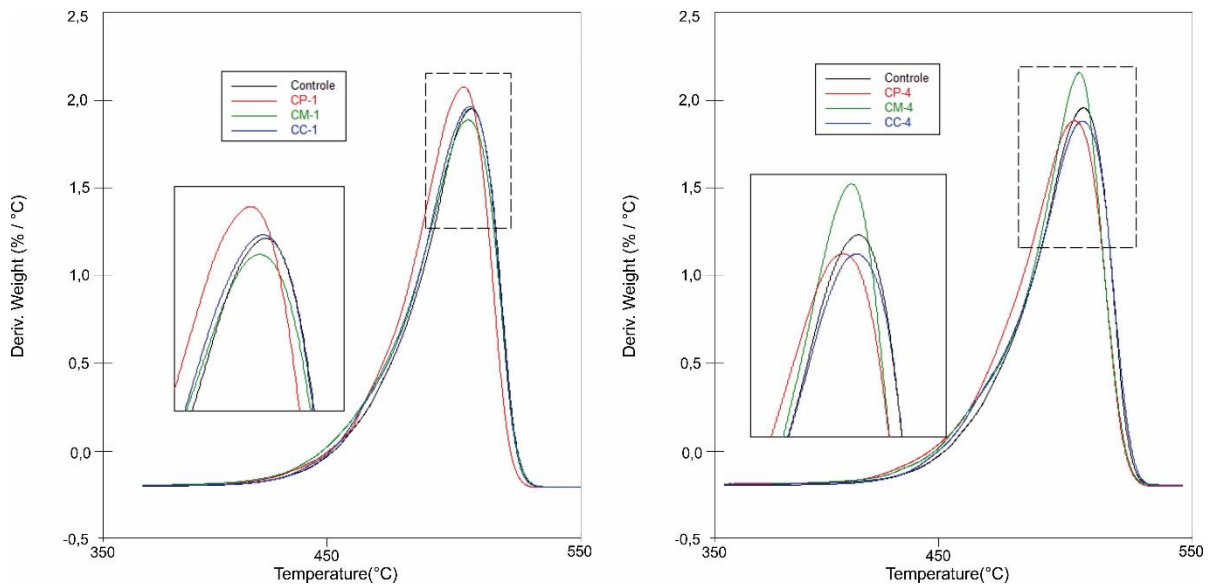 2,5
2,0
1,5
1,0
0,5
0,0
-0,5
Deriv. Weight (% / °C)
Controle
CP-1
CM-1
CC-1
350
450
550
Temperature(°C)
2,5
2,0
1,5
1,0
0,5
0,0
-0,5
Deriv. Weight (% / °C)
Controle
CP-4
CM-4
CC-4
350
450
550
Temperature(°C)